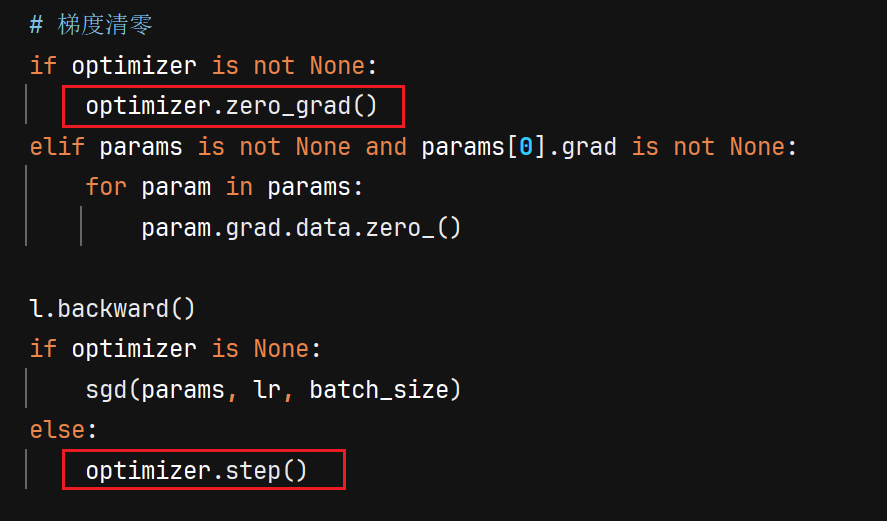 # 梯度清零
if optimizer is not None:
    optimizer.zero_grad()
elif params is not None and params[0].grad is not None:
    for param in params:
        param.grad.data.zero_()
l.backward()
if optimizer is None:
    sgd(params, lr, batch_size)
else:
    optimizer.step()